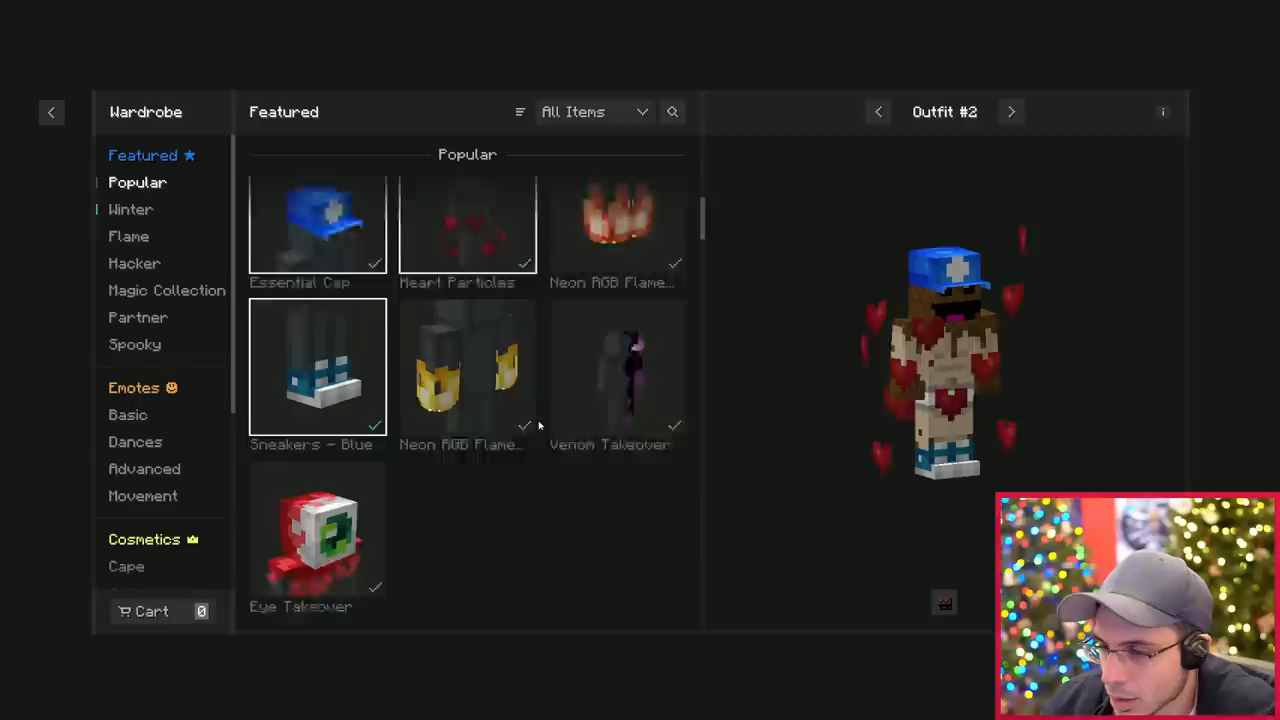 Wardrobe
Featured
Popular
Winter
Flame
Hacker
Magic Collection
Partner
Spooky
Emotes
Basic
Dances
Advanced
Movement
Cosmetics
Cape
Cart 0
Featured
All Items
Popular
Essential Cap
Heart Particles
Neon RGB Flame...
Sneakers – Blue
Neon RGB Flame...
Venom Takeover
Eye Takeover
Outfit #2
i